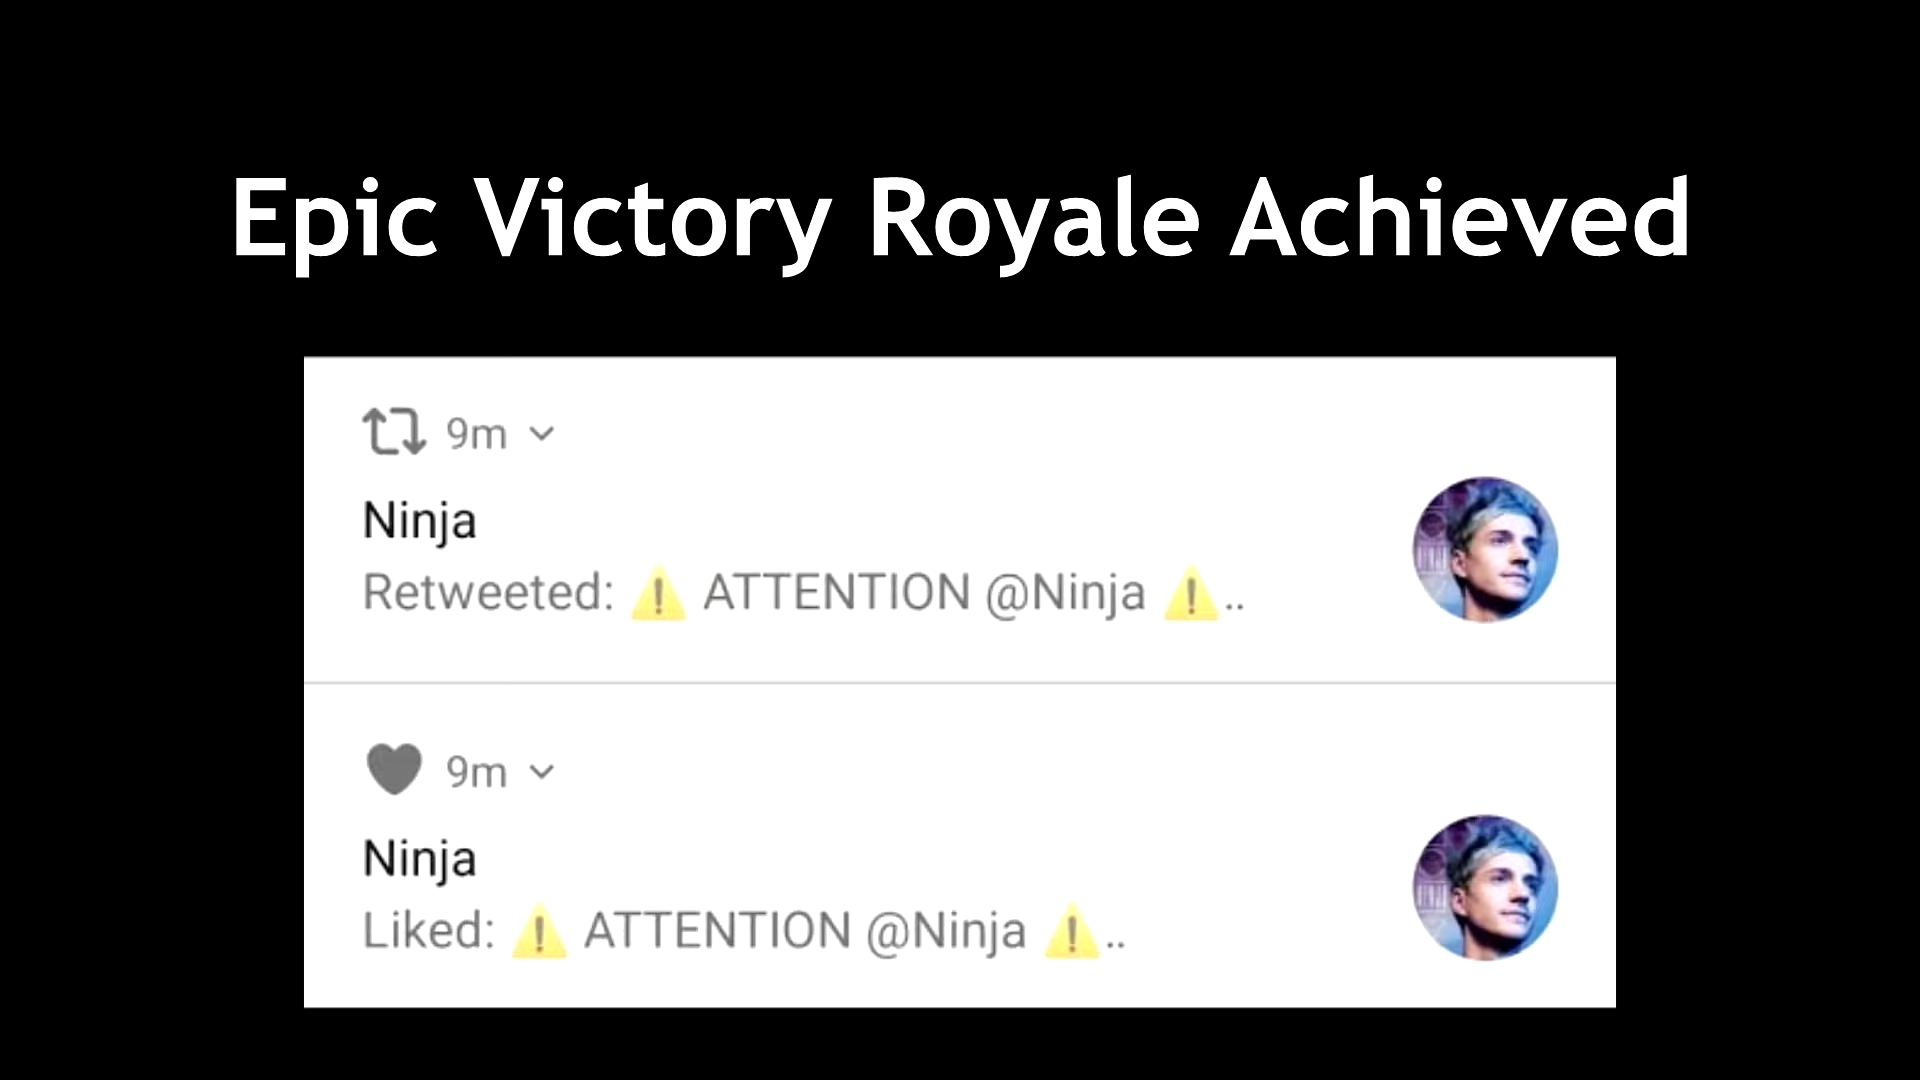 Epic Victory Royale Achieved
9m
Ninja
Retweeted: ⚠️ ATTENTION @Ninja ⚠️..
9m
Ninja
Liked: ⚠️ ATTENTION @Ninja ⚠️..